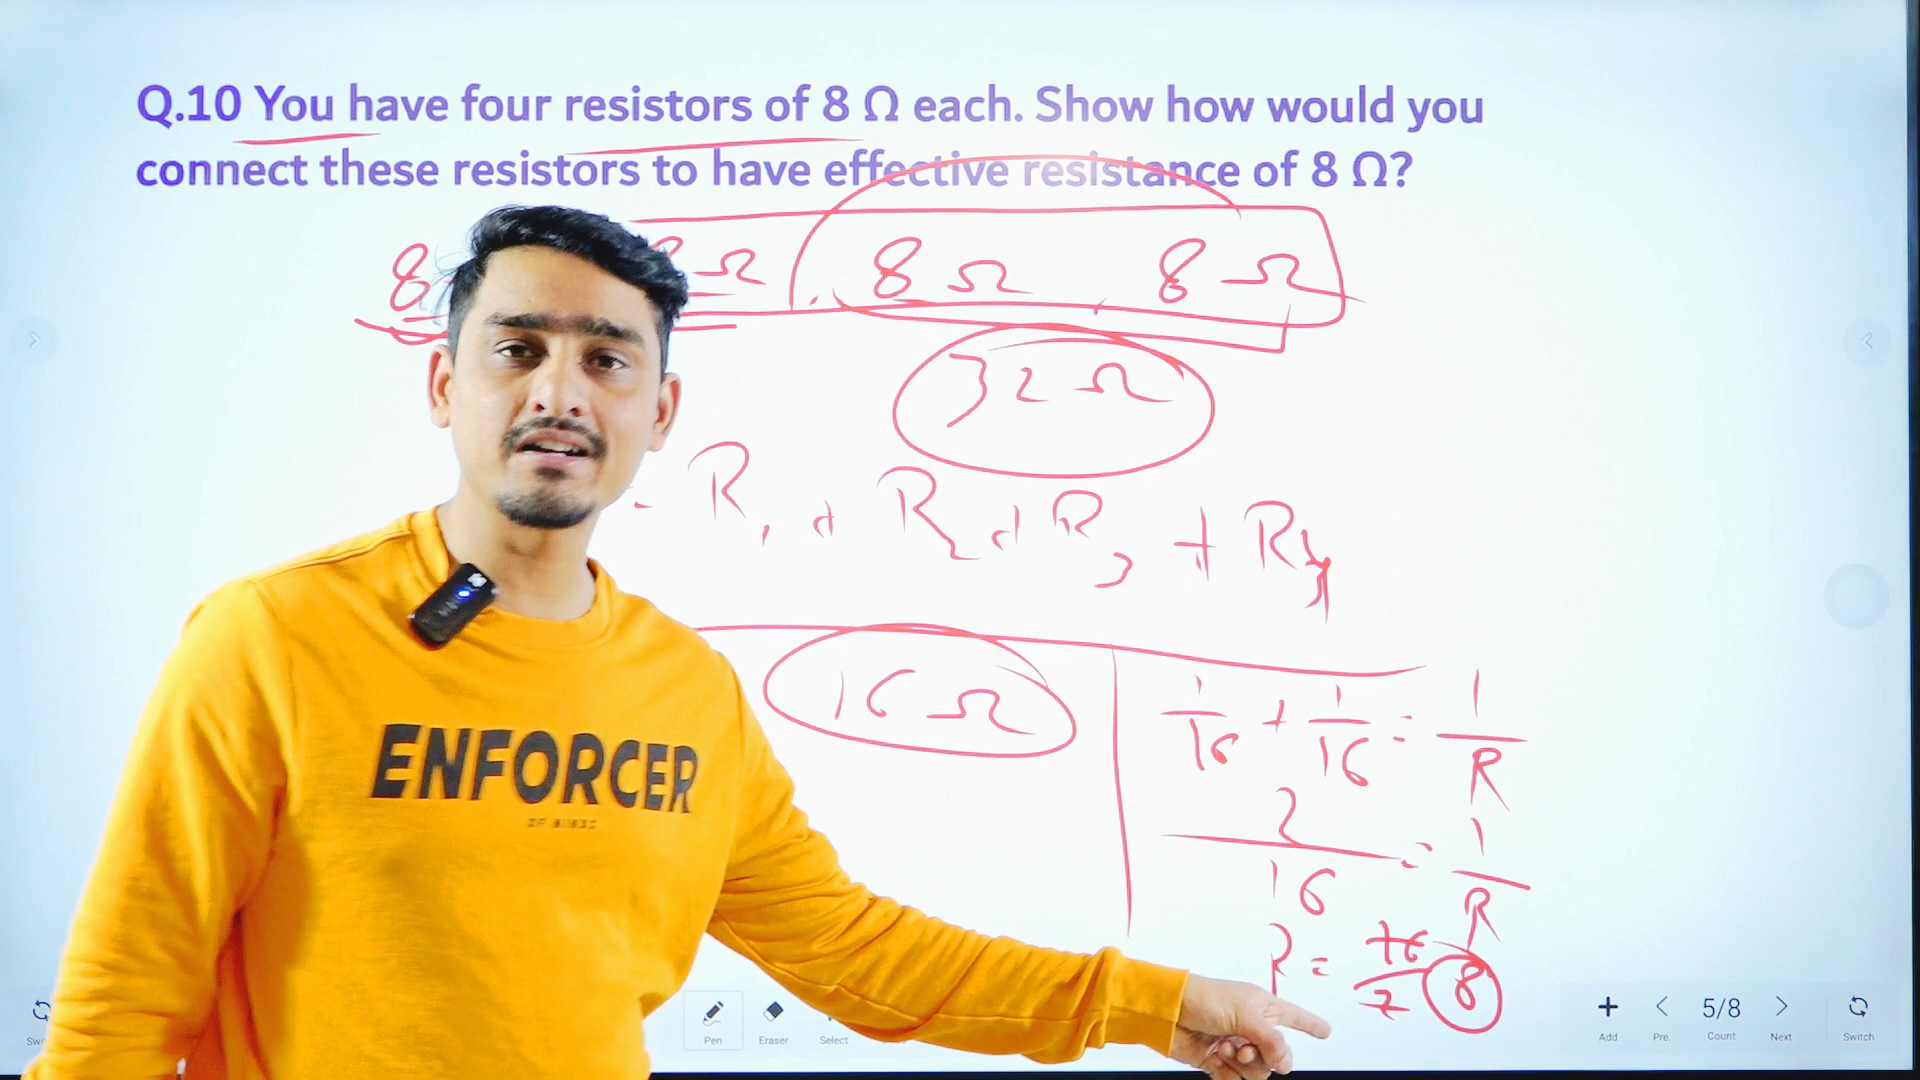 Q.10 You have four resistors of 8 Ω each. Show how would you
connect these resistors to have effective resistance of 8 Ω?
8 Ω 8 Ω 8 Ω
32 Ω
= R1 + R2 + R3 + R4
16 Ω
1/16 + 1/16 = 1/R
2/16 = 1/R
R = 16/2 8
ENFORCER
OF MINDS
Pen Eraser Select
+ < 5/8 >
Add Pre. Count Next Switch